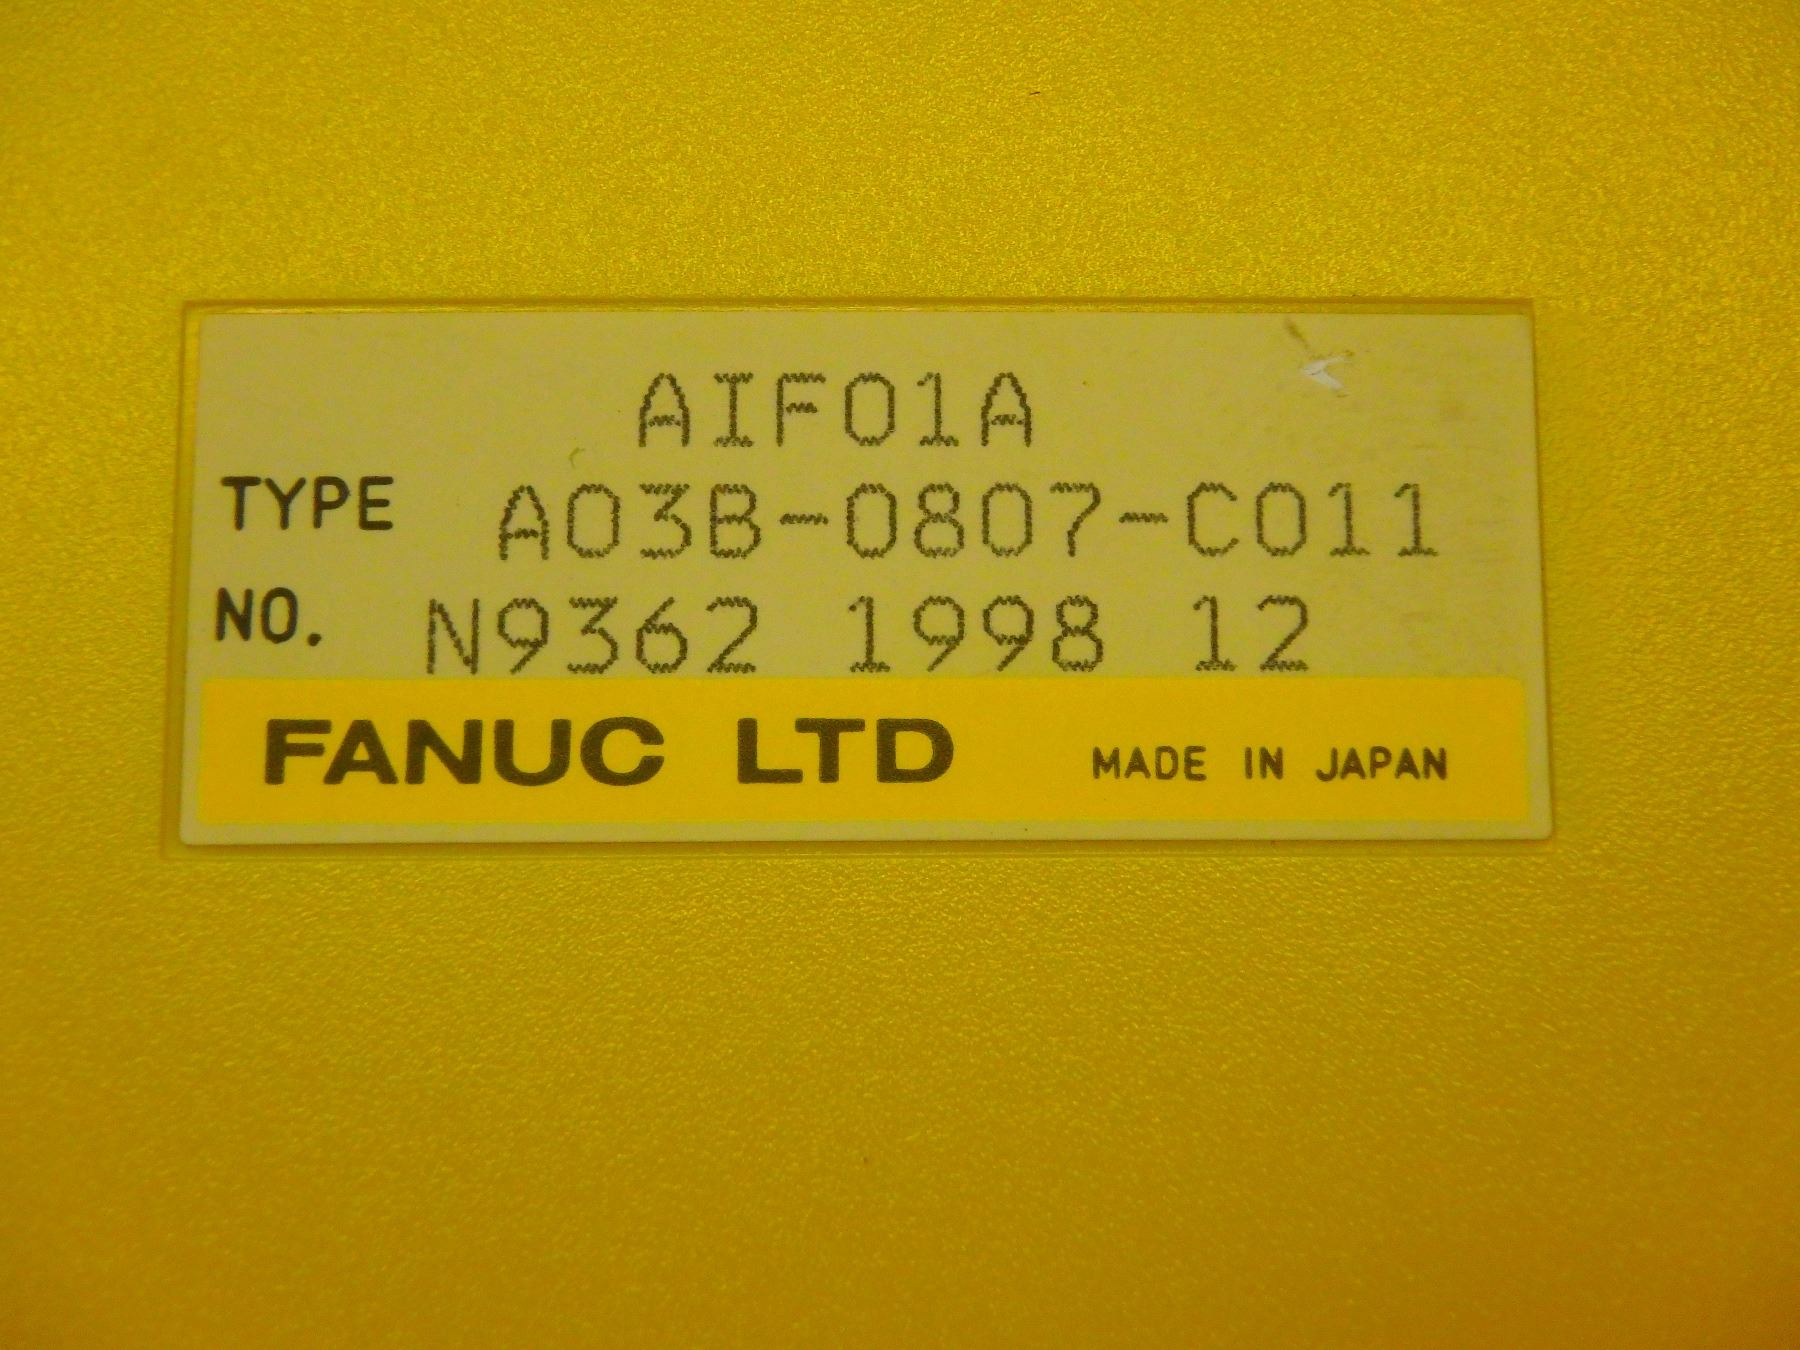 AIF01A
TYPE A03B-0807-C011
NO. N9362 1998 12
FANUC LTD MADE IN JAPAN